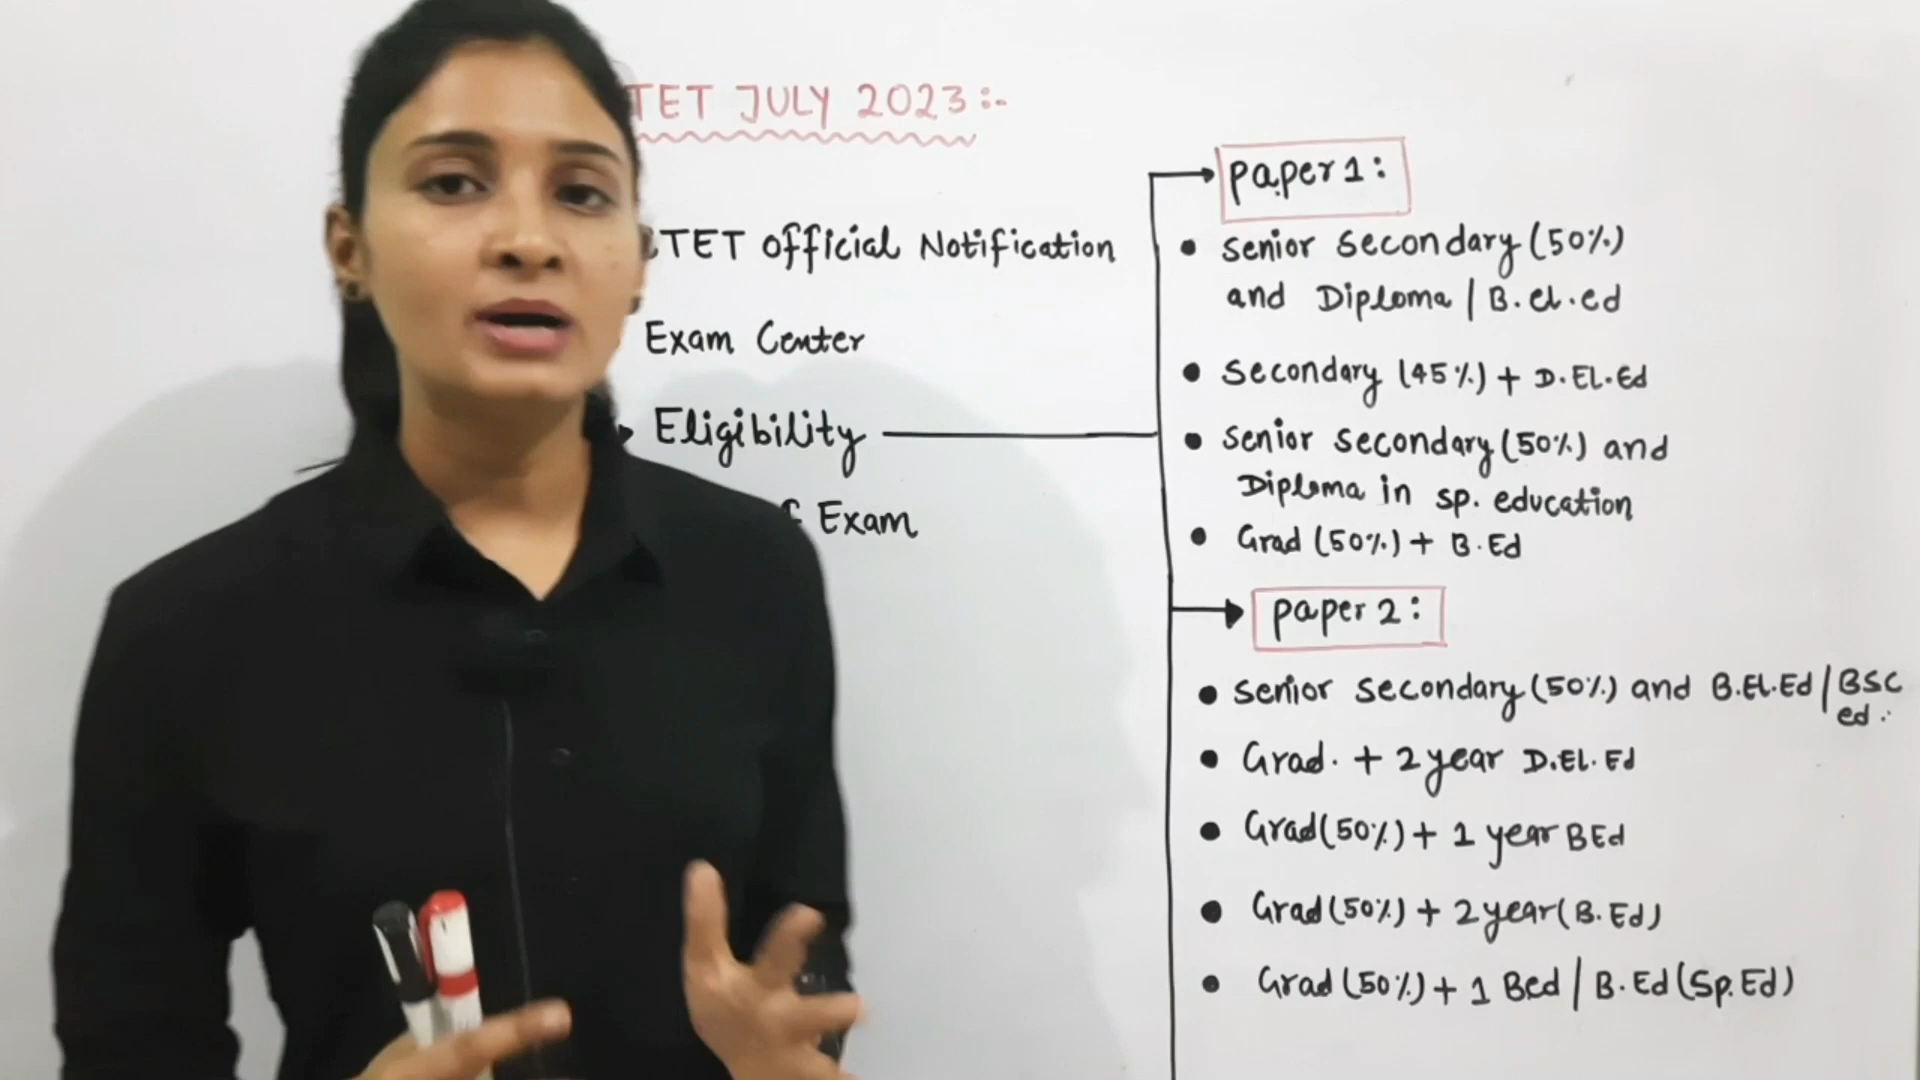 TET JULY 2023:-
CTET Official Notification
Exam Center
Eligibility
Exam
Paper 1:
Senior Secondary (50%)
and Diploma | B.el.ed
Secondary (45%) + D.El.Ed
Senior Secondary (50%) and
Diploma in sp. education
Grad (50%) + B.Ed
Paper 2:
Senior Secondary (50%) and B.El.Ed | BSC
ed.
Grad. + 2 year D.El.Ed
Grad (50%) + 1 year BEd
Grad (50%) + 2 year (B.Ed)
Grad (50%) + 1 Bed | B.Ed (Sp.Ed)